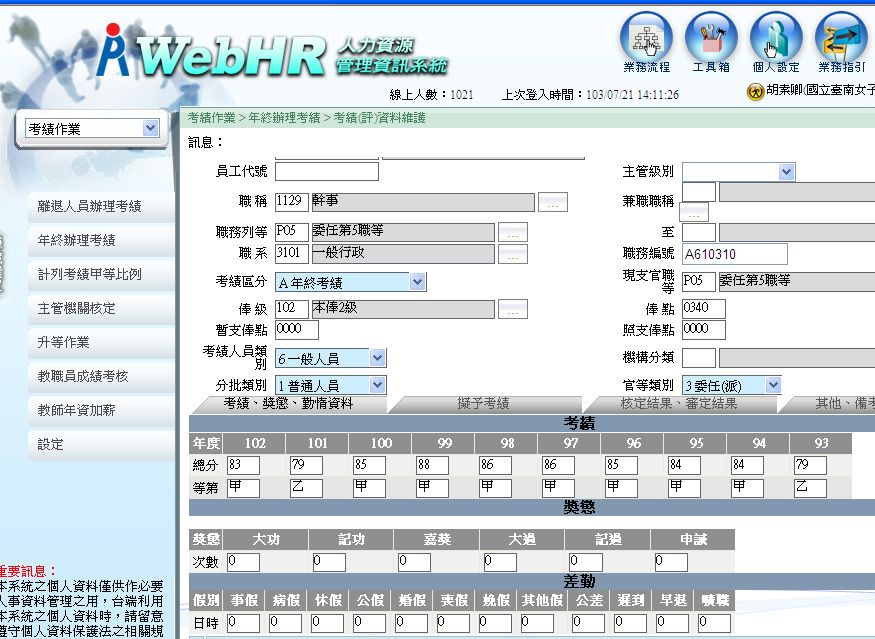 WebHR 人力資源
管理資訊系統
業務流程 工具箱 個人設定 業務指引
線上人數：1021 上次登入時間：103/07/21 14:11:26 胡素卿(國立臺南女子
考績作業
考績作業 > 年終辦理考績 > 考績(評)資料維護
訊息：
離退人員辦理考績
年終辦理考績
計列考績甲等比例
主管機關核定
升等作業
教職員成績考核
教師年資加薪
設定
重要訊息：
本系統之個人資料僅供作必要
人事資料管理之用，台端利用
本系統之個人資料時，請留意
遵守個人資料保護法之相關規
員工代號 主管級別
職稱 1129 幹事 ... 兼職職稱
...
職務列等 P05 委任第5職等 ... 至
職系 3101 一般行政 ... 職務編號 A610310
考績區分 A 年終考績 現支官職等 P05 委任第5職等
俸級 102 本俸2級 ... 俸點 0340
暫支俸點 0000 照支俸點 0000
考績人員類別 6 一般人員 機構分類
分批類別 1 普通人員 官等類別 3 委任(派)
考績、獎懲、勤惰資料 擬予考績 核定結果、審定結果 其他、備考
考績
年度 102 101 100 99 98 97 96 95 94 93
總分 83 79 85 88 86 86 85 84 84 79
等第 甲 乙 甲 甲 甲 甲 甲 甲 甲 乙
獎懲
獎懲 大功 記功 嘉獎 大過 記過 申誡
次數 0 0 0 0 0 0
差勤
假別 事假 病假 休假 公假 婚假 喪假 娩假 其他假 公差 遲到 早退 曠職
日時 0 0 0 0 0 0 0 0 0 0 0 0